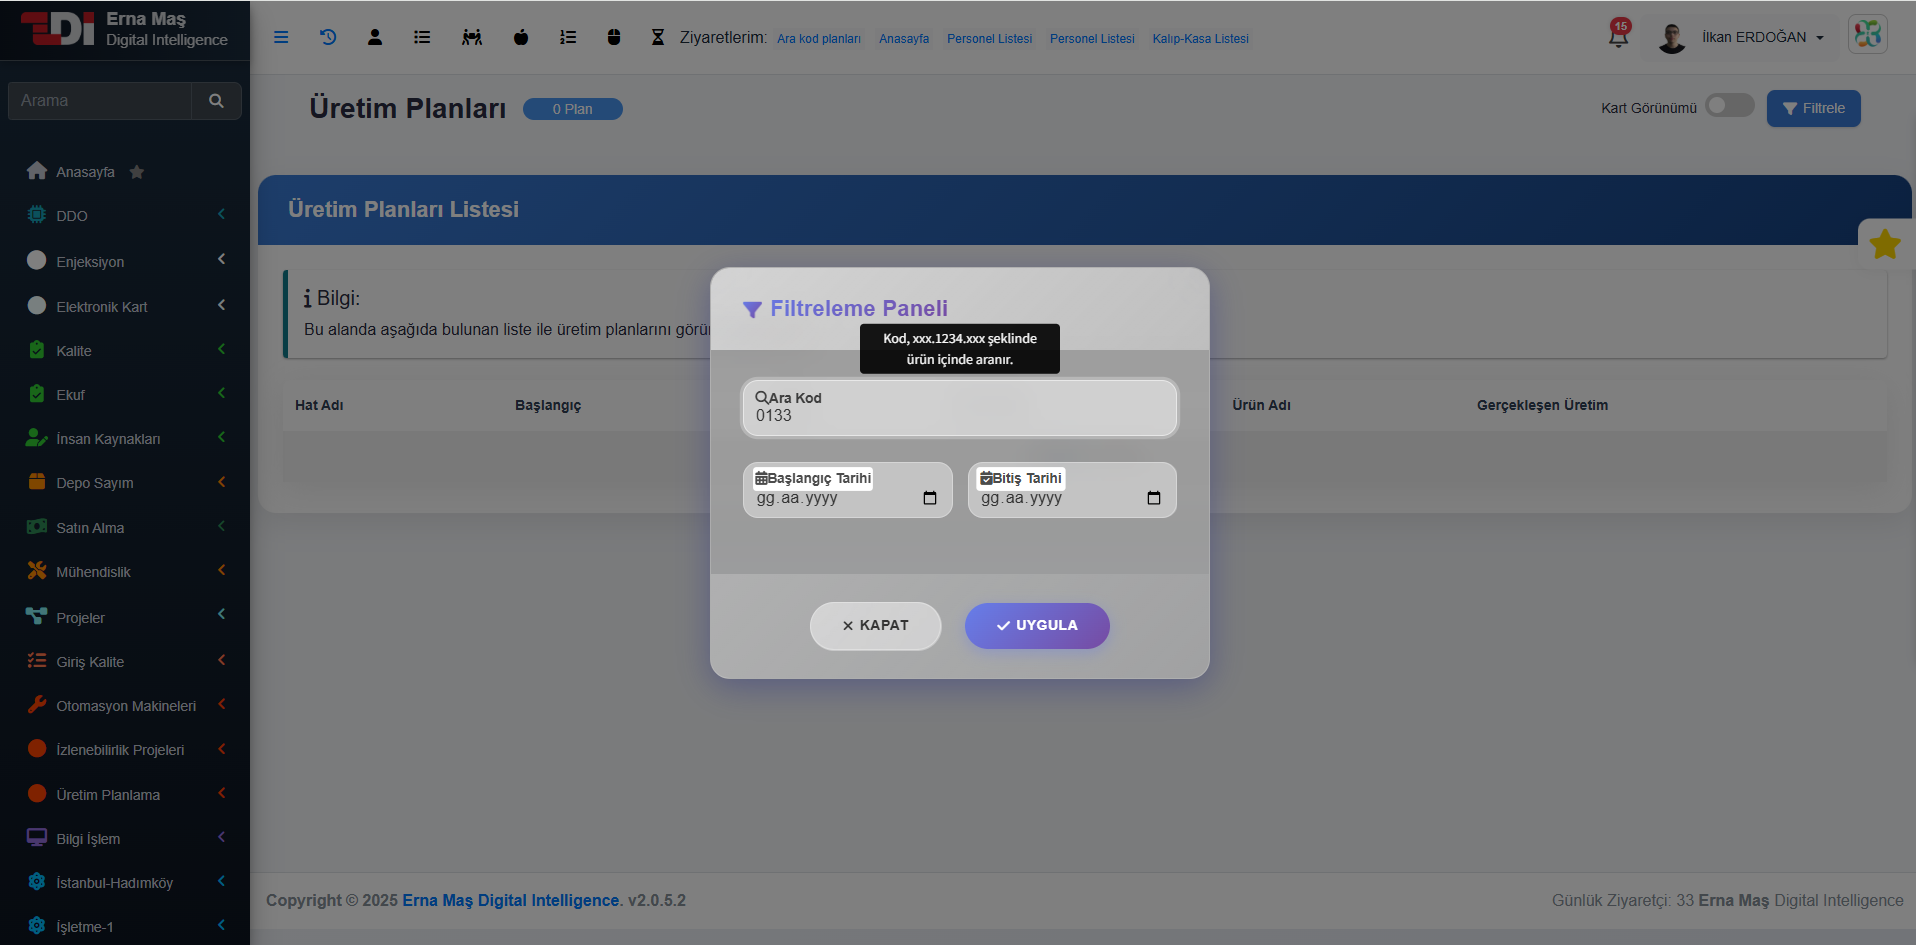 Erna Maş
Digital Intelligence
Ziyaretlerim: Ara kod planları Anasayfa Personel Listesi Personel Listesi Kalıp-Kasa Listesi
15
İlkan ERDOĞAN
Arama
Anasayfa
DDO
Enjeksiyon
Elektronik Kart
Kalite
Ekuf
İnsan Kaynakları
Depo Sayım
Satın Alma
Mühendislik
Projeler
Giriş Kalite
Otomasyon Makineleri
İzlenebilirlik Projeleri
Üretim Planlama
Bilgi İşlem
İstanbul-Hadımköy
İşletme-1
Üretim Planları
0 Plan
Kart Görünümü
Filtrele
Üretim Planları Listesi
Bilgi:
Bu alanda aşağıda bulunan liste ile üretim planlarını
Hat Adı Başlangıç Ürün Adı Gerçekleşen Üretim
Filtreleme Paneli
Kod, xxx.1234.xxx şeklinde
ürün içinde aranır.
Ara Kod
0133
Başlangıç Tarihi
gg.aa.yyyy
Bitiş Tarihi
gg.aa.yyyy
KAPAT
UYGULA
Copyright © 2025 Erna Maş Digital Intelligence. v2.0.5.2
Günlük Ziyaretçi: 33 Erna Maş Digital Intelligence